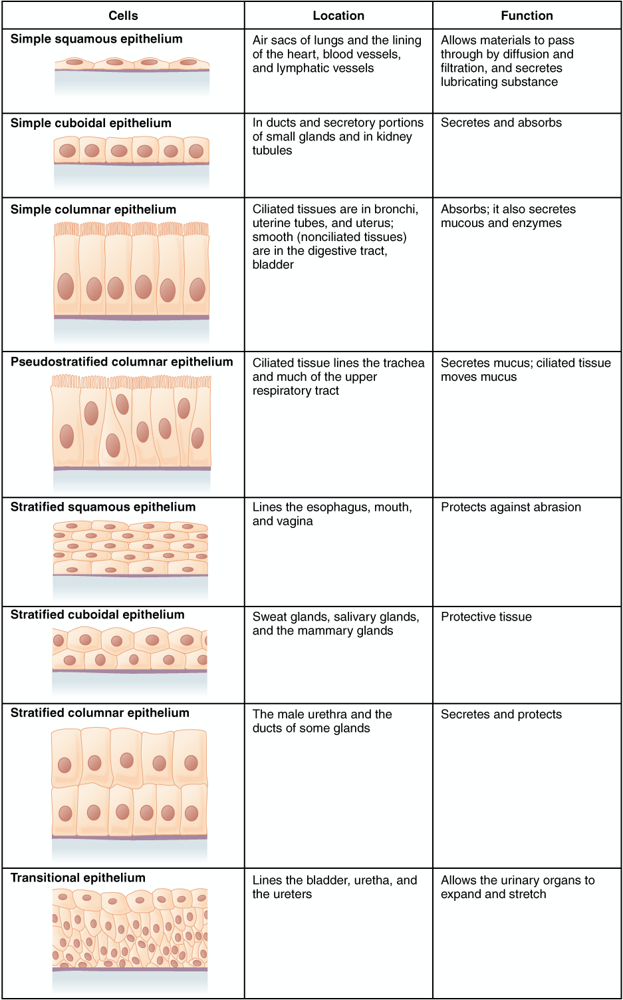 Cells
Location
Function
Simple squamous epithelium
Air sacs of lungs and the lining
of the heart, blood vessels,
and lymphatic vessels
Allows materials to pass
through by diffusion and
filtration, and secretes
lubricating substance
Simple cuboidal epithelium
In ducts and secretory portions
of small glands and in kidney
tubules
Secretes and absorbs
Simple columnar epithelium
Ciliated tissues are in bronchi,
uterine tubes, and uterus;
smooth (nonciliated tissues)
are in the digestive tract,
bladder
Absorbs; it also secretes
mucous and enzymes
Pseudostratified columnar epithelium
Ciliated tissue lines the trachea
and much of the upper
respiratory tract
Secretes mucus; ciliated tissue
moves mucus
Stratified squamous epithelium
Lines the esophagus, mouth,
and vagina
Protects against abrasion
Stratified cuboidal epithelium
Sweat glands, salivary glands,
and the mammary glands
Protective tissue
Stratified columnar epithelium
The male urethra and the
ducts of some glands
Secretes and protects
Transitional epithelium
Lines the bladder, uretha, and
the ureters
Allows the urinary organs to
expand and stretch